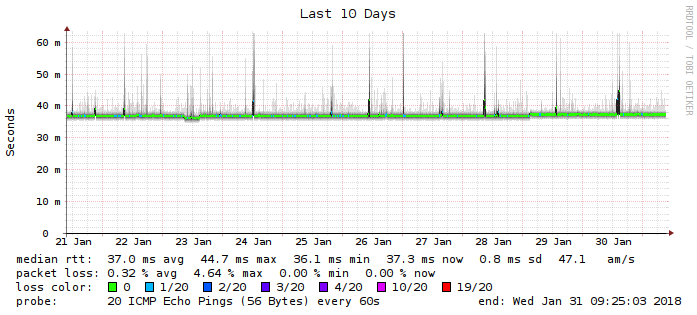 Last 10 Days
RRDTOOL / TOBI OETIKER
Seconds
60 m
50 m
40 m
30 m
20 m
10 m
0
21 Jan 22 Jan 23 Jan 24 Jan 25 Jan 26 Jan 27 Jan 28 Jan 29 Jan 30 Jan
median rtt: 37.0 ms avg 44.7 ms max 36.1 ms min 37.3 ms now 0.8 ms sd 47.1 am/s
packet loss: 0.32 % avg 4.64 % max 0.00 % min 0.00 % now
loss color: 0 1/20 2/20 3/20 4/20 10/20 19/20
probe: 20 ICMP Echo Pings (56 Bytes) every 60s end: Wed Jan 31 09:25:03 2018